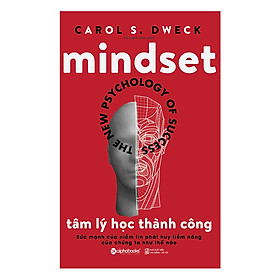 CAROL S. DWECK
mindset
THE NEW PSYCHOLOGY OF SUCCESS
tâm lý học thành công
Sức mạnh của niềm tin phát huy tiềm năng
của chúng ta như thế nào
alphabooks